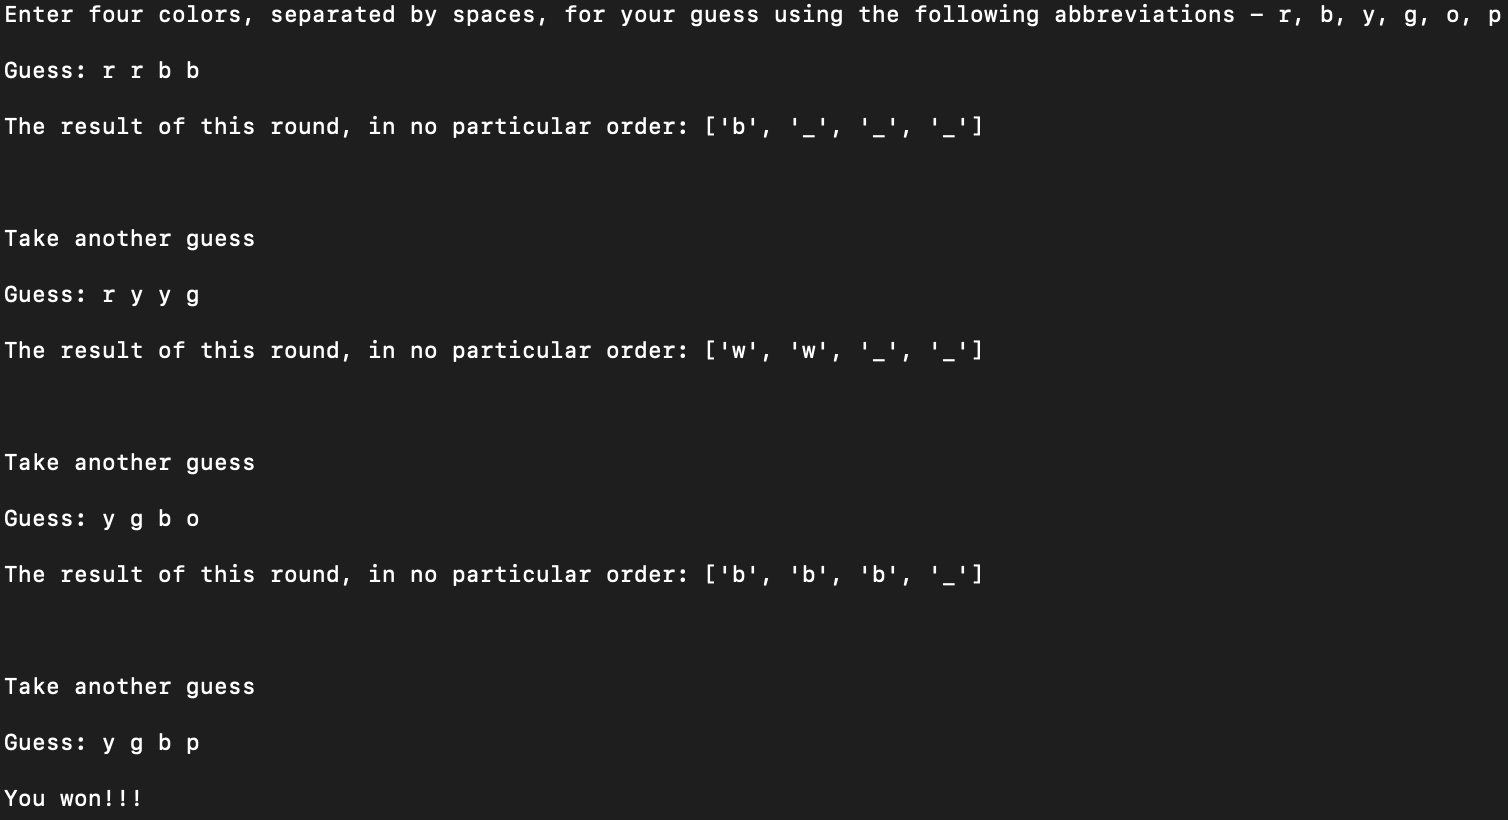 Enter four colors, separated by spaces, for your guess using the following abbreviations – r, b, y, g, o, p
Guess: r r b b
The result of this round, in no particular order: ['b', '_', '_', '_']
Take another guess
Guess: r y y g
The result of this round, in no particular order: ['w', 'w', '_', '_']
Take another guess
Guess: y g b o
The result of this round, in no particular order: ['b', 'b', 'b', '_']
Take another guess
Guess: y g b p
You won!!!